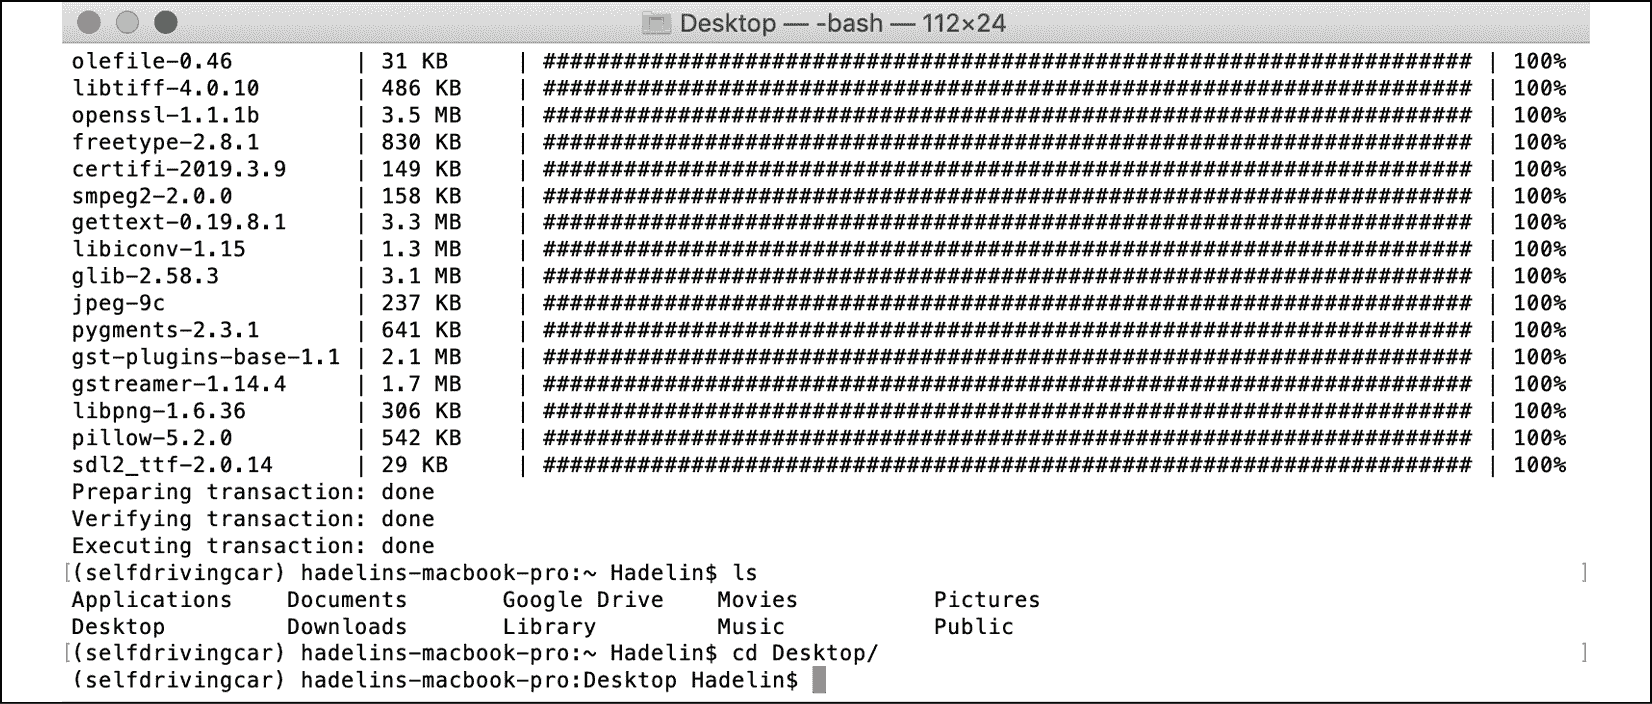 Desktop — -bash — 112×24
olefile-0.46         | 31 KB     | ##################################################################### | 100%
libtiff-4.0.10       | 486 KB    | ##################################################################### | 100%
openssl-1.1.1b       | 3.5 MB    | ##################################################################### | 100%
freetype-2.8.1       | 830 KB    | ##################################################################### | 100%
certifi-2019.3.9     | 149 KB    | ##################################################################### | 100%
smpeg2-2.0.0         | 158 KB    | ##################################################################### | 100%
gettext-0.19.8.1     | 3.3 MB    | ##################################################################### | 100%
libiconv-1.15        | 1.3 MB    | ##################################################################### | 100%
glib-2.58.3          | 3.1 MB    | ##################################################################### | 100%
jpeg-9c              | 237 KB    | ##################################################################### | 100%
pygments-2.3.1       | 641 KB    | ##################################################################### | 100%
gst-plugins-base-1.1 | 2.1 MB    | ##################################################################### | 100%
gstreamer-1.14.4     | 1.7 MB    | ##################################################################### | 100%
libpng-1.6.36        | 306 KB    | ##################################################################### | 100%
pillow-5.2.0         | 542 KB    | ##################################################################### | 100%
sdl2_ttf-2.0.14      | 29 KB     | ##################################################################### | 100%
Preparing transaction: done
Verifying transaction: done
Executing transaction: done
[(selfdrivingcar) hadelins-macbook-pro:~ Hadelin$ ls ]
Applications    Documents       Google Drive    Movies          Pictures
Desktop         Downloads       Library         Music           Public
[(selfdrivingcar) hadelins-macbook-pro:~ Hadelin$ cd Desktop/ ]
(selfdrivingcar) hadelins-macbook-pro:Desktop Hadelin$